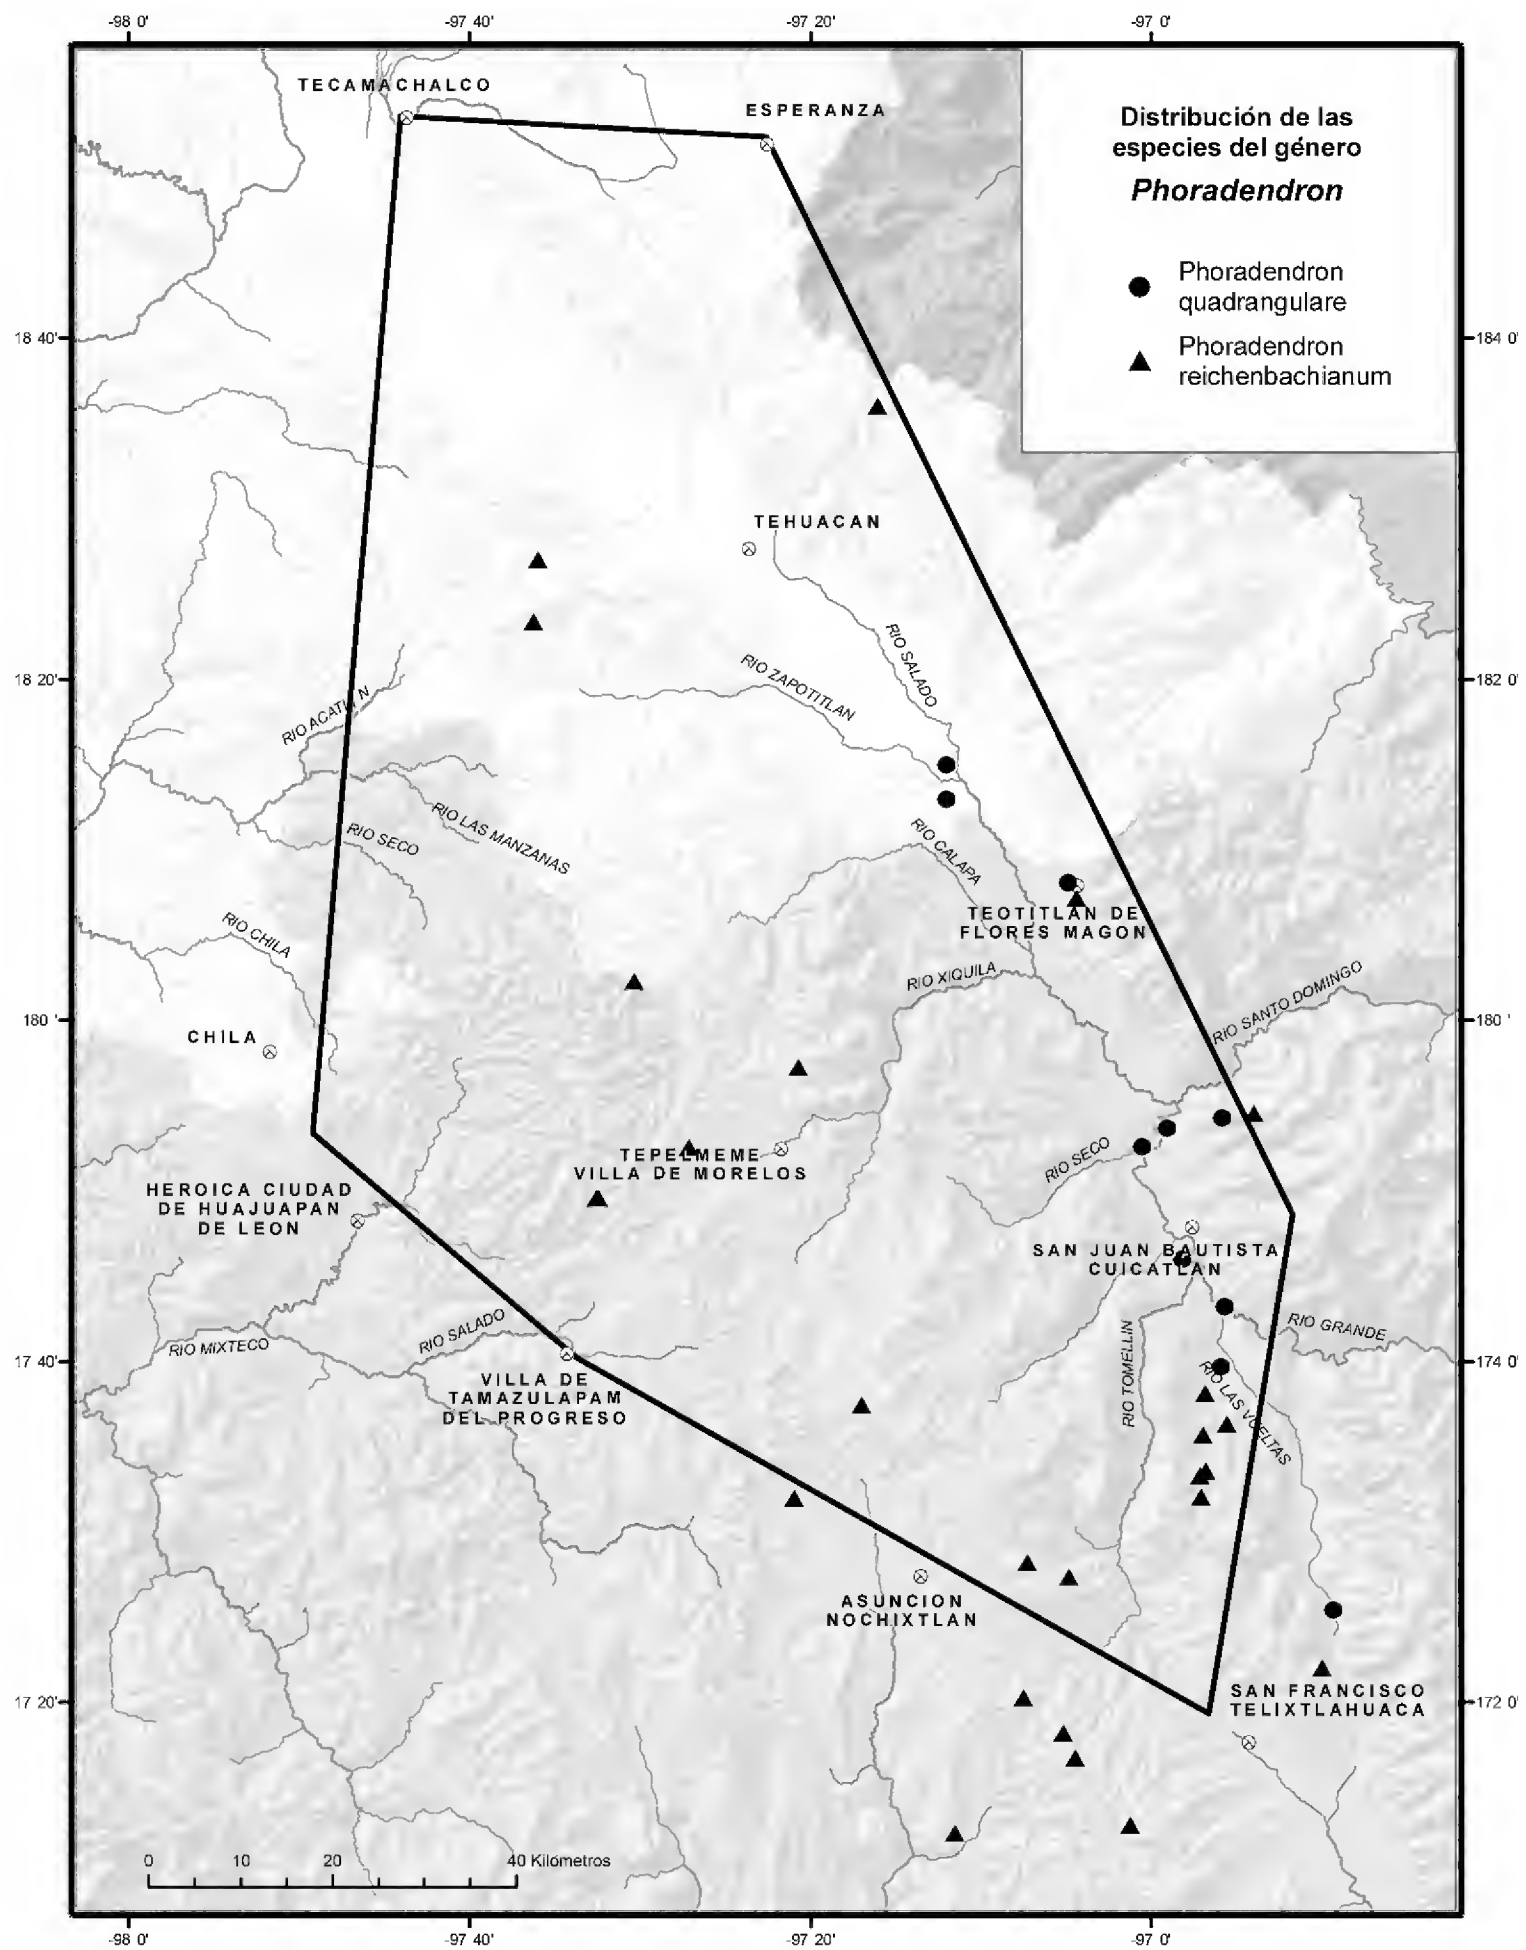 -98 0'
-97 40'
-97 20'
-97 0'
TECAMACHALCO
ESPERANZA
Distribución de las
especies del género
Phoradendron
Phoradendron
quadrangulare
Phoradendron
reichenbachianum
18 40'
184 0'
TEHUACAN
RIO SALADO
18 20'
182 0'
RIO ZAPOTITLAN
RIO ACATL N
RIO LAS MANZANAS
RIO SECO
RIO CALAPA
TEOTITLAN DE
FLORES MAGON
RIO CHILA
RIO XIQUILA
RIO SANTO DOMINGO
180 '
180 '
CHILA
TEPELMEME
VILLA DE MORELOS
RIO SECO
HEROICA CIUDAD
DE HUAJUAPAN
DE LEON
SAN JUAN BAUTISTA
CUICATLAN
RIO GRANDE
RIO MIXTECO
RIO SALADO
RIO TOMELLIN
17 40'
174 0'
VILLA DE
TAMAZULAPAM
DEL PROGRESO
RIO LAS VUELTAS
ASUNCION
NOCHIXTLAN
SAN FRANCISCO
TELIXTLAHUACA
17 20'
172 0'
0 10 20 40 Kilómetros
-98 0'
-97 40'
-97 20'
-97 0'